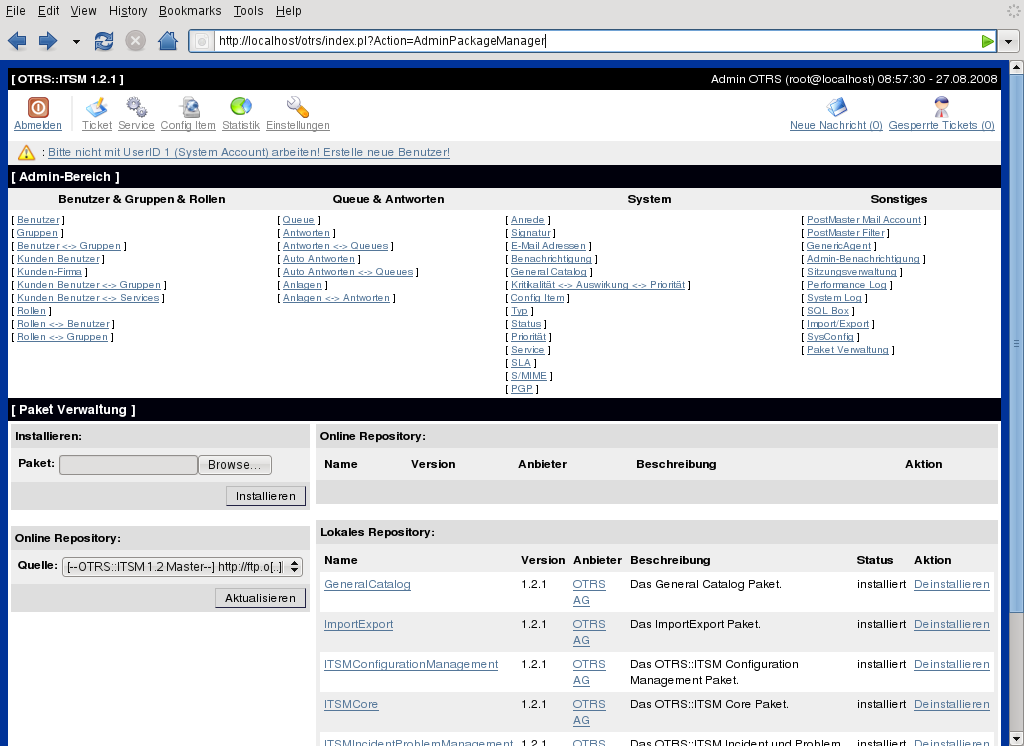 File Edit View History Bookmarks Tools Help
http://localhost/otrs/index.pl?Action=AdminPackageManager
[ OTRS::ITSM 1.2.1 ] Admin OTRS (root@localhost) 08:57:30 - 27.08.2008
Abmelden Ticket Service Config Item Statistik Einstellungen Neue Nachricht (0) Gesperrte Tickets (0)
: Bitte nicht mit UserID 1 (System Account) arbeiten! Erstelle neue Benutzer!
[ Admin-Bereich ]
Benutzer & Gruppen & Rollen
[ Benutzer ]
[ Gruppen ]
[ Benutzer <-> Gruppen ]
[ Kunden Benutzer ]
[ Kunden-Firma ]
[ Kunden Benutzer <-> Gruppen ]
[ Kunden Benutzer <-> Services ]
[ Rollen ]
[ Rollen <-> Benutzer ]
[ Rollen <-> Gruppen ]
Queue & Antworten
[ Queue ]
[ Antworten ]
[ Antworten <-> Queues ]
[ Auto Antworten ]
[ Auto Antworten <-> Queues ]
[ Anlagen ]
[ Anlagen <-> Antworten ]
System
[ Anrede ]
[ Signatur ]
[ E-Mail Adressen ]
[ Benachrichtigung ]
[ General Catalog ]
[ Kritikalität <-> Auswirkung <-> Priorität ]
[ Config Item ]
[ Typ ]
[ Status ]
[ Priorität ]
[ Service ]
[ SLA ]
[ S/MIME ]
[ PGP ]
Sonstiges
[ PostMaster Mail Account ]
[ PostMaster Filter ]
[ GenericAgent ]
[ Admin-Benachrichtigung ]
[ Sitzungsverwaltung ]
[ Performance Log ]
[ System Log ]
[ SQL Box ]
[ Import/Export ]
[ SysConfig ]
[ Paket Verwaltung ]
[ Paket Verwaltung ]
Installieren:
Paket: Browse...
Installieren
Online Repository:
Quelle: [--OTRS::ITSM 1.2 Master--] http://ftp.o[..]
Aktualisieren
Online Repository:
Name Version Anbieter Beschreibung Aktion
Lokales Repository:
Name Version Anbieter Beschreibung Status Aktion
GeneralCatalog 1.2.1 OTRS AG Das General Catalog Paket. installiert Deinstallieren
ImportExport 1.2.1 OTRS AG Das ImportExport Paket. installiert Deinstallieren
ITSMConfigurationManagement 1.2.1 OTRS AG Das OTRS::ITSM Configuration Management Paket. installiert Deinstallieren
ITSMCore 1.2.1 OTRS AG Das OTRS::ITSM Core Paket. installiert Deinstallieren
ITSMIncidentProblemManagement 1.2.1 OTRS Das OTRS::ITSM Incident und Problem installiert Deinstallieren